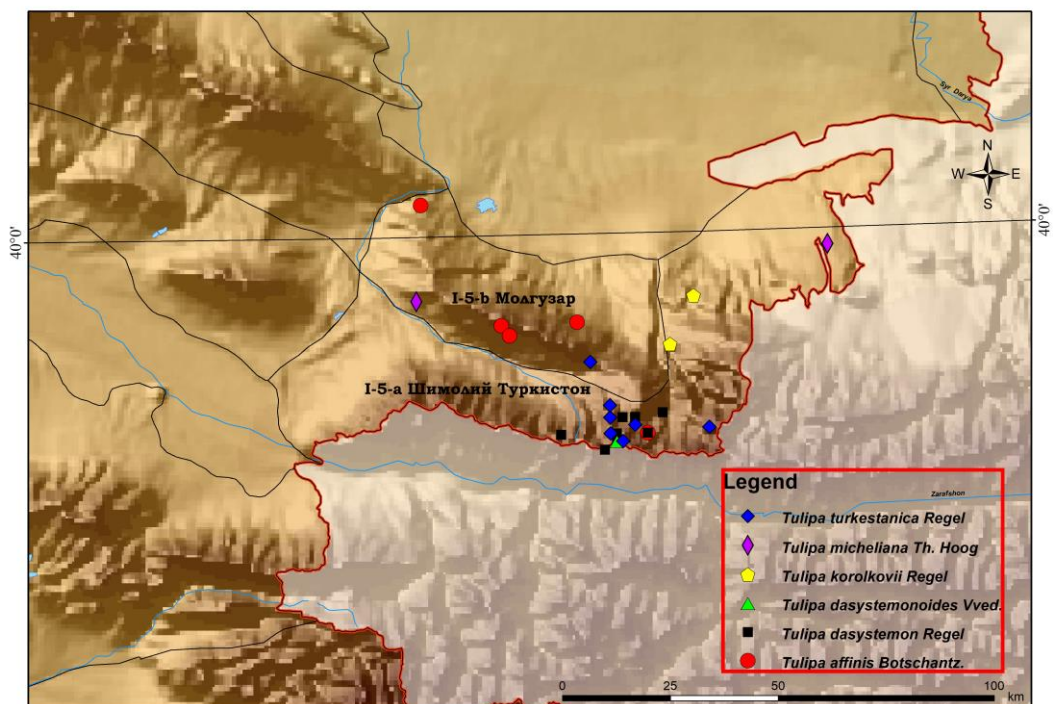 Syr Darya
N
W E
S
40°0'
40°0'
I-5-b Молгузар
I-5-a Шимолий Туркистон
Legend
Zarafshon
Tulipa turkestanica Regel
Tulipa micheliana Th. Hoog
Tulipa korolkovii Regel
Tulipa dasystemonoides Vved.
Tulipa dasystemon Regel
Tulipa affinis Botschantz.
0 25 50 100
km